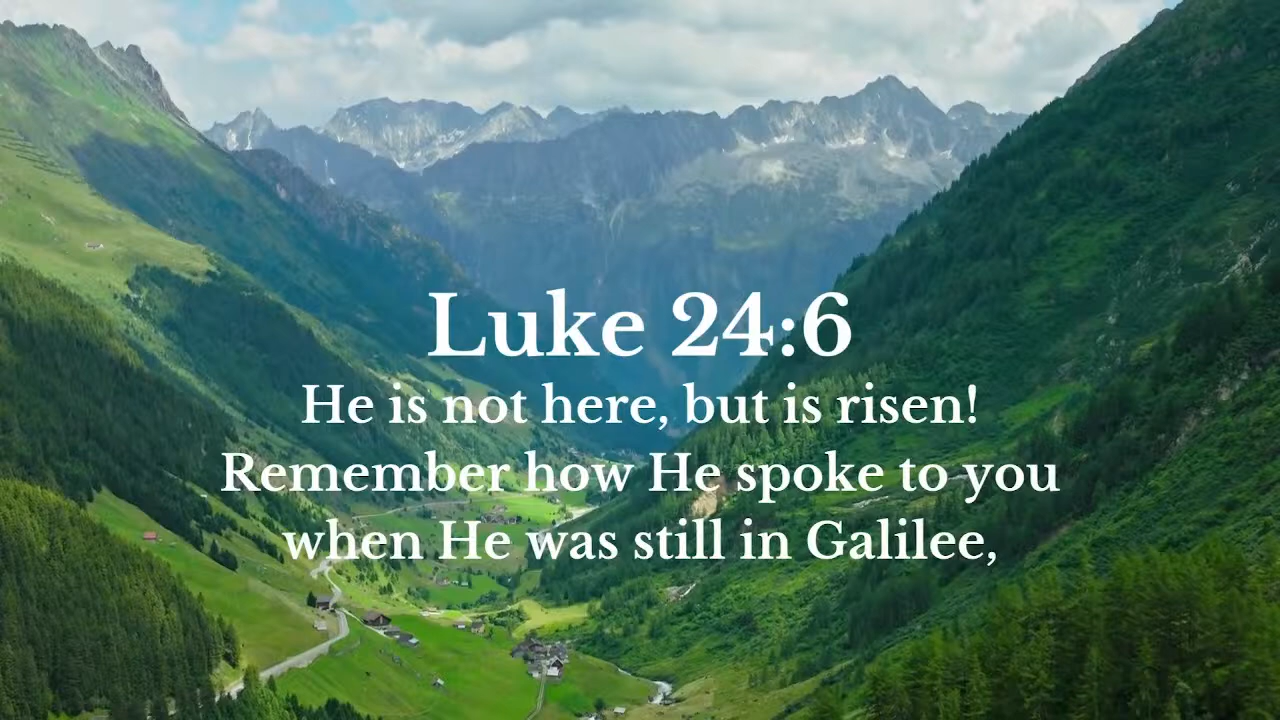 Luke 24:6
He is not here, but is risen!
Remember how He spoke to you
when He was still in Galilee,